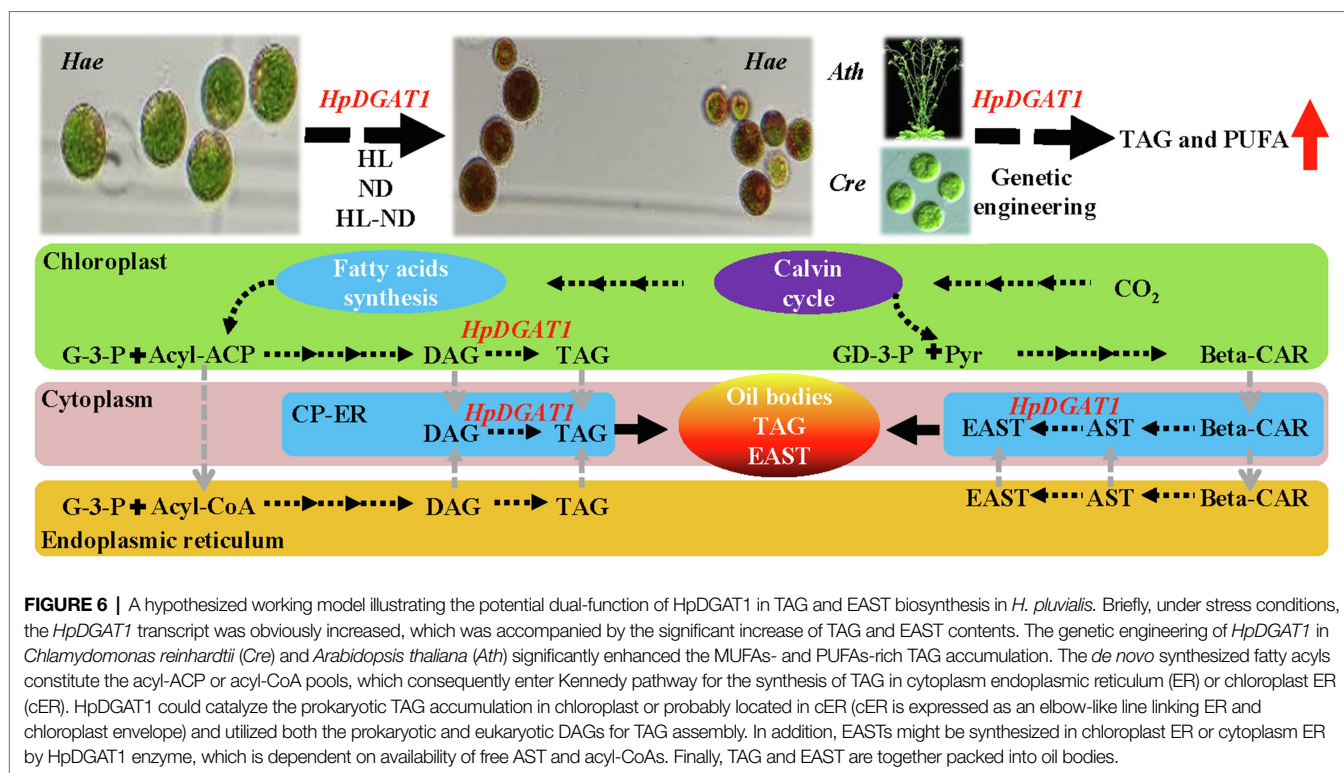 Hae
HpDGAT1
HL
ND
HL-ND
Hae
Ath
Cre
HpDGAT1
Genetic
engineering
TAG and PUFA
Chloroplast
Fatty acids
synthesis
Calvin
cycle
CO2
HpDGAT1
G-3-P + Acyl-ACP DAG TAG GD-3-P + Pyr Beta-CAR
Cytoplasm
CP-ER
HpDGAT1
DAG TAG
Oil bodies
TAG
EAST
HpDGAT1
EAST AST Beta-CAR
G-3-P + Acyl-CoA DAG TAG EAST AST Beta-CAR
Endoplasmic reticulum
FIGURE 6 | A hypothesized working model illustrating the potential dual-function of HpDGAT1 in TAG and EAST biosynthesis in H. pluvialis. Briefly, under stress conditions,
the HpDGAT1 transcript was obviously increased, which was accompanied by the significant increase of TAG and EAST contents. The genetic engineering of HpDGAT1 in
Chlamydomonas reinhardtii (Cre) and Arabidopsis thaliana (Ath) significantly enhanced the MUFAs- and PUFAs-rich TAG accumulation. The de novo synthesized fatty acyls
constitute the acyl-ACP or acyl-CoA pools, which consequently enter Kennedy pathway for the synthesis of TAG in cytoplasm endoplasmic reticulum (ER) or chloroplast ER
(cER). HpDGAT1 could catalyze the prokaryotic TAG accumulation in chloroplast or probably located in cER (cER is expressed as an elbow-like line linking ER and
chloroplast envelope) and utilized both the prokaryotic and eukaryotic DAGs for TAG assembly. In addition, EASTs might be synthesized in chloroplast ER or cytoplasm ER
by HpDGAT1 enzyme, which is dependent on availability of free AST and acyl-CoAs. Finally, TAG and EAST are together packed into oil bodies.